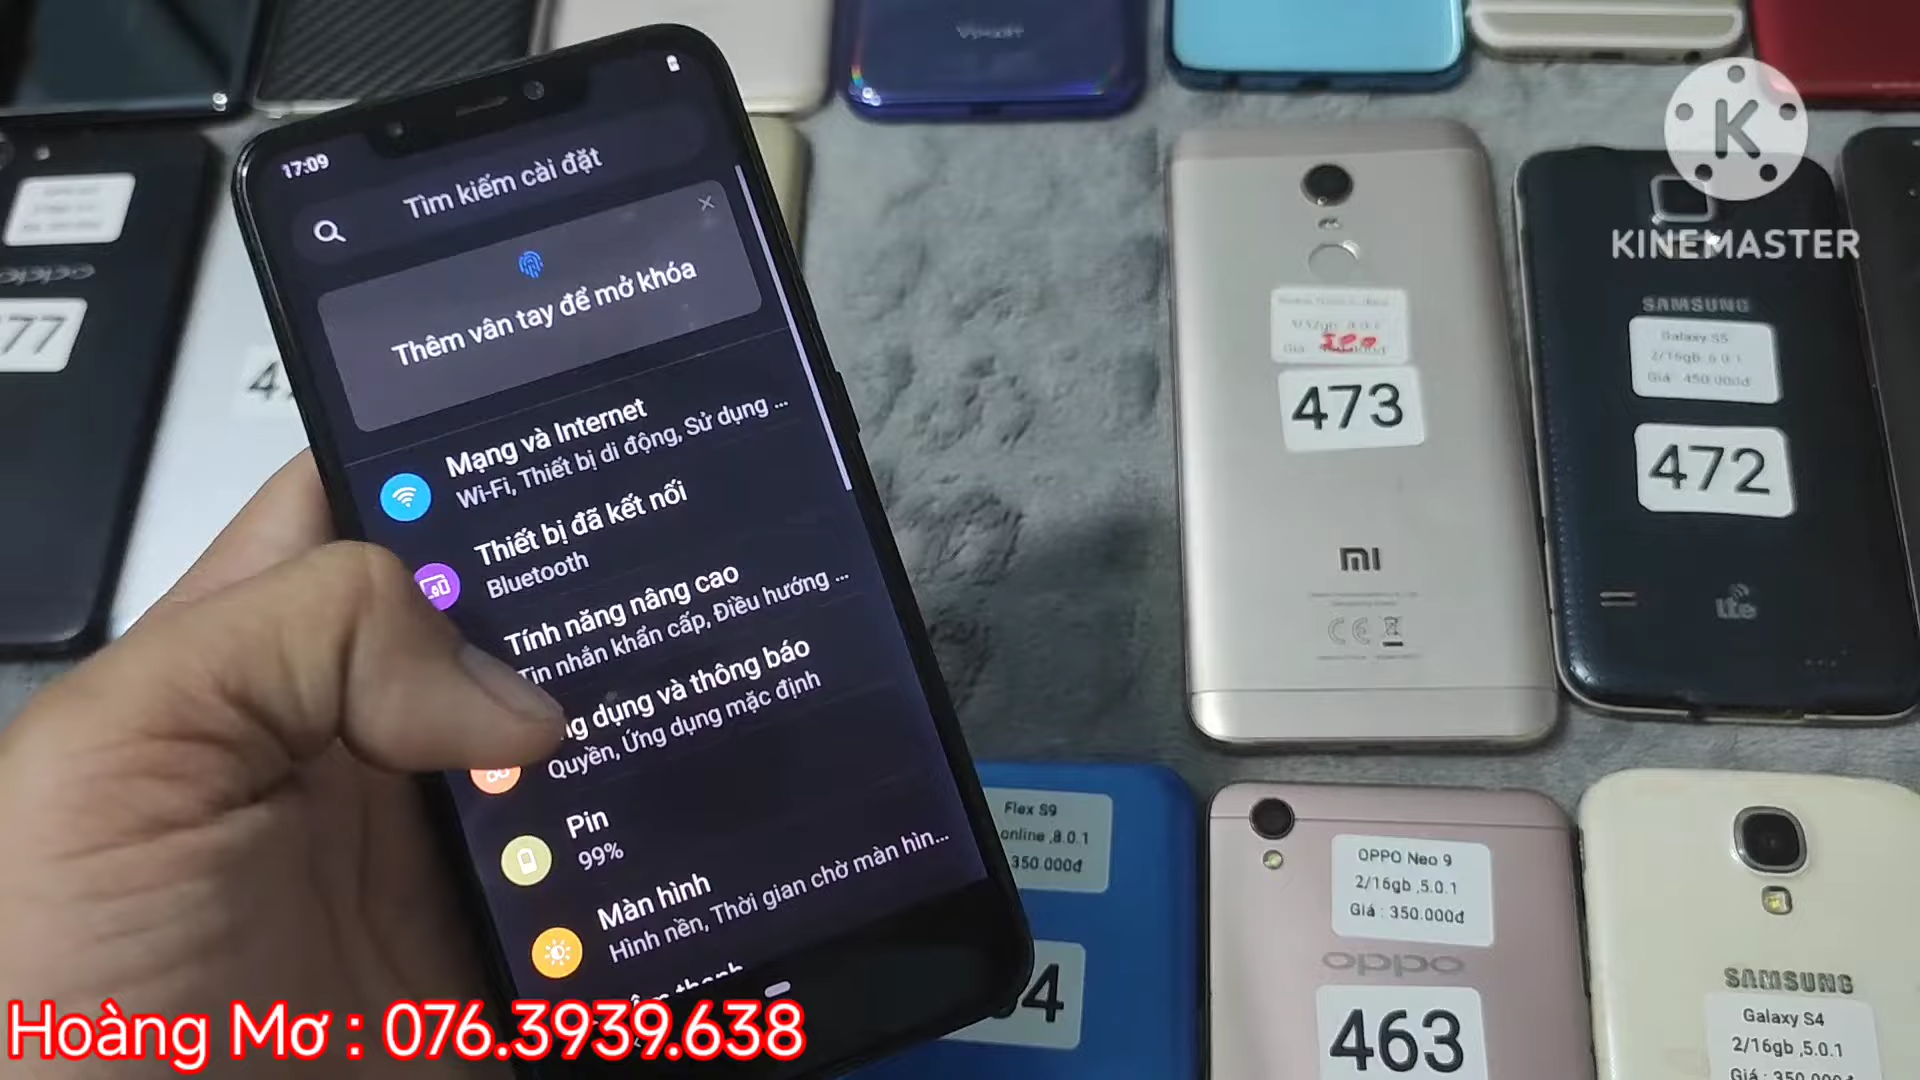 17:09
Tìm kiếm cài đặt
Thêm vân tay để mở khóa
Mạng và Internet
Wi-Fi, Thiết bị di động, Sử dụng ...
Thiết bị đã kết nối
Bluetooth
Tính năng nâng cao
Tin nhắn khẩn cấp, Điều hướng ...
ng dụng và thông báo
Quyền, Ứng dụng mặc định
Pin
99%
Màn hình
Hình nền, Thời gian chờ màn hìn...
K
KINEMASTER
77
473
mi
CE
SAMSUNG
Galaxy S5
2/16gb 6.0.1
Giá: 450.000đ
472
lte
Flex S9
online ,8.0.1
350.000đ
4
OPPO Neo 9
2/16gb ,5.0.1
Giá : 350.000đ
oppo
463
SAMSUNG
Galaxy S4
2/16gb ,5.0.1
Hoàng Mơ : 076.3939.638